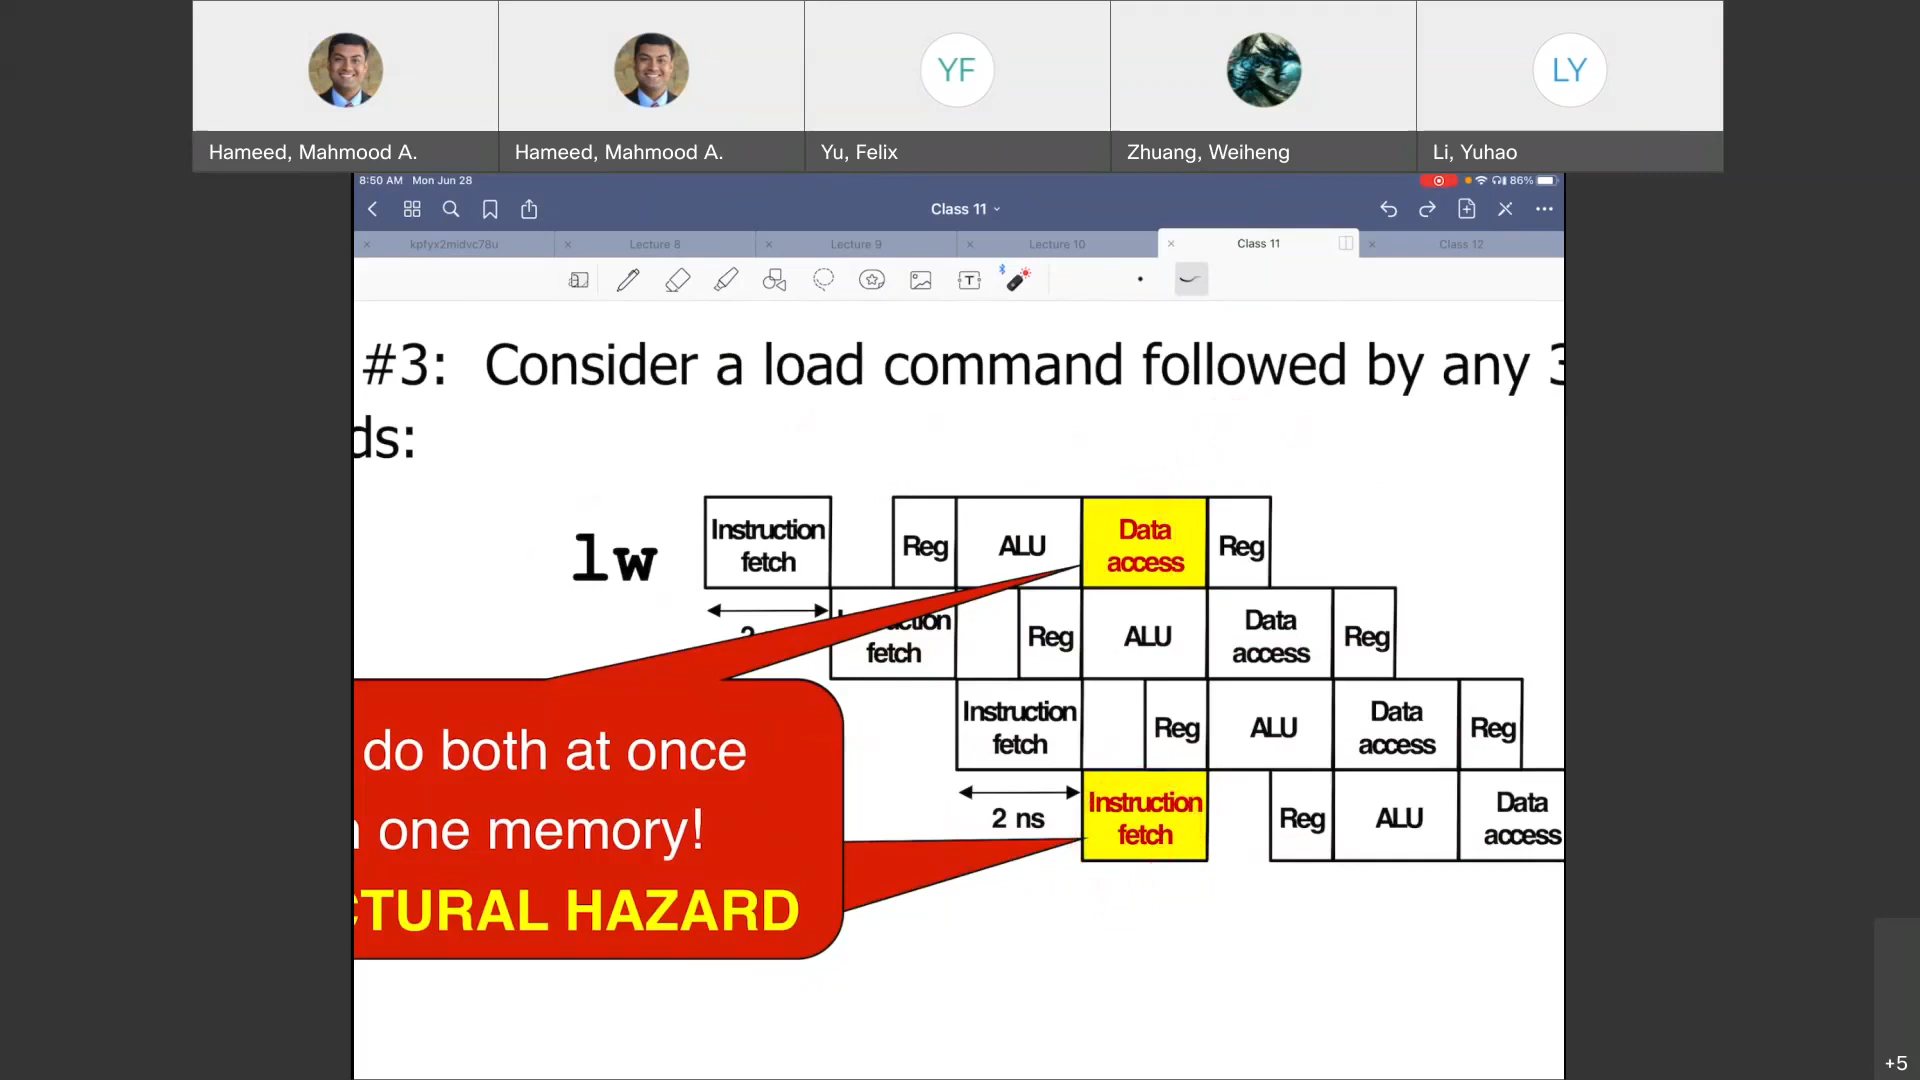 YF
LY
Hameed, Mahmood A.
Hameed, Mahmood A.
Yu, Felix
Zhuang, Weiheng
Li, Yuhao
8:50 AM Mon Jun 28
86%
Class 11
kpfyx2midvc78u
Lecture 8
Lecture 9
Lecture 10
Class 11
Class 12
T
#3: Consider a load command followed by any 3
ds:
lw
Instruction fetch
Reg
ALU
Data access
Reg
2
fetch
Reg
ALU
Data access
Reg
Instruction fetch
Reg
ALU
Data access
Reg
2 ns
Instruction fetch
Reg
ALU
Data access
do both at once
one memory!
CTURAL HAZARD
+5